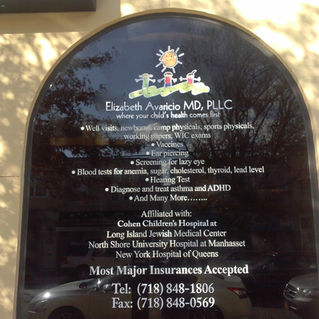 Elizabeth Avaricio MD, PLLC
where your child's health comes first
• Well visits, newborns, camp physicals, sports physicals,
working papers, WIC exams
• Vaccines
• Ear piercing
• Screening for lazy eye
• Blood tests for anemia, sugar, cholesterol, thyroid, lead level
• Hearing Test
• Diagnose and treat asthma and ADHD
• And Many More........
Affiliated with:
Cohen Children's Hospital at
Long Island Jewish Medical Center
North Shore University Hospital at Manhasset
New York Hospital of Queens
Most Major Insurances Accepted
Tel: (718) 848-1806
Fax: (718) 848-0569